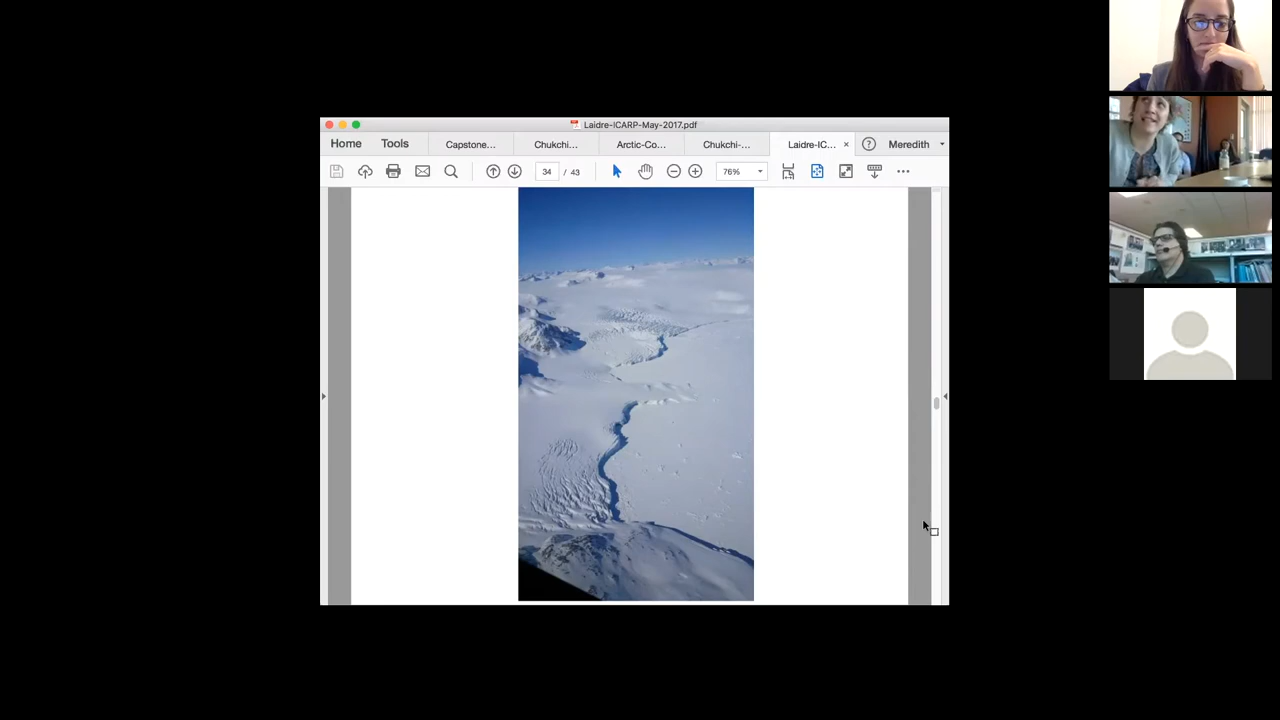 Laidre-ICARP-May-2017.pdf
Home Tools Capstone... Chukchi... Arctic-Co... Chukchi-... Laidre-IC... × ? Meredith
34 / 43 76%